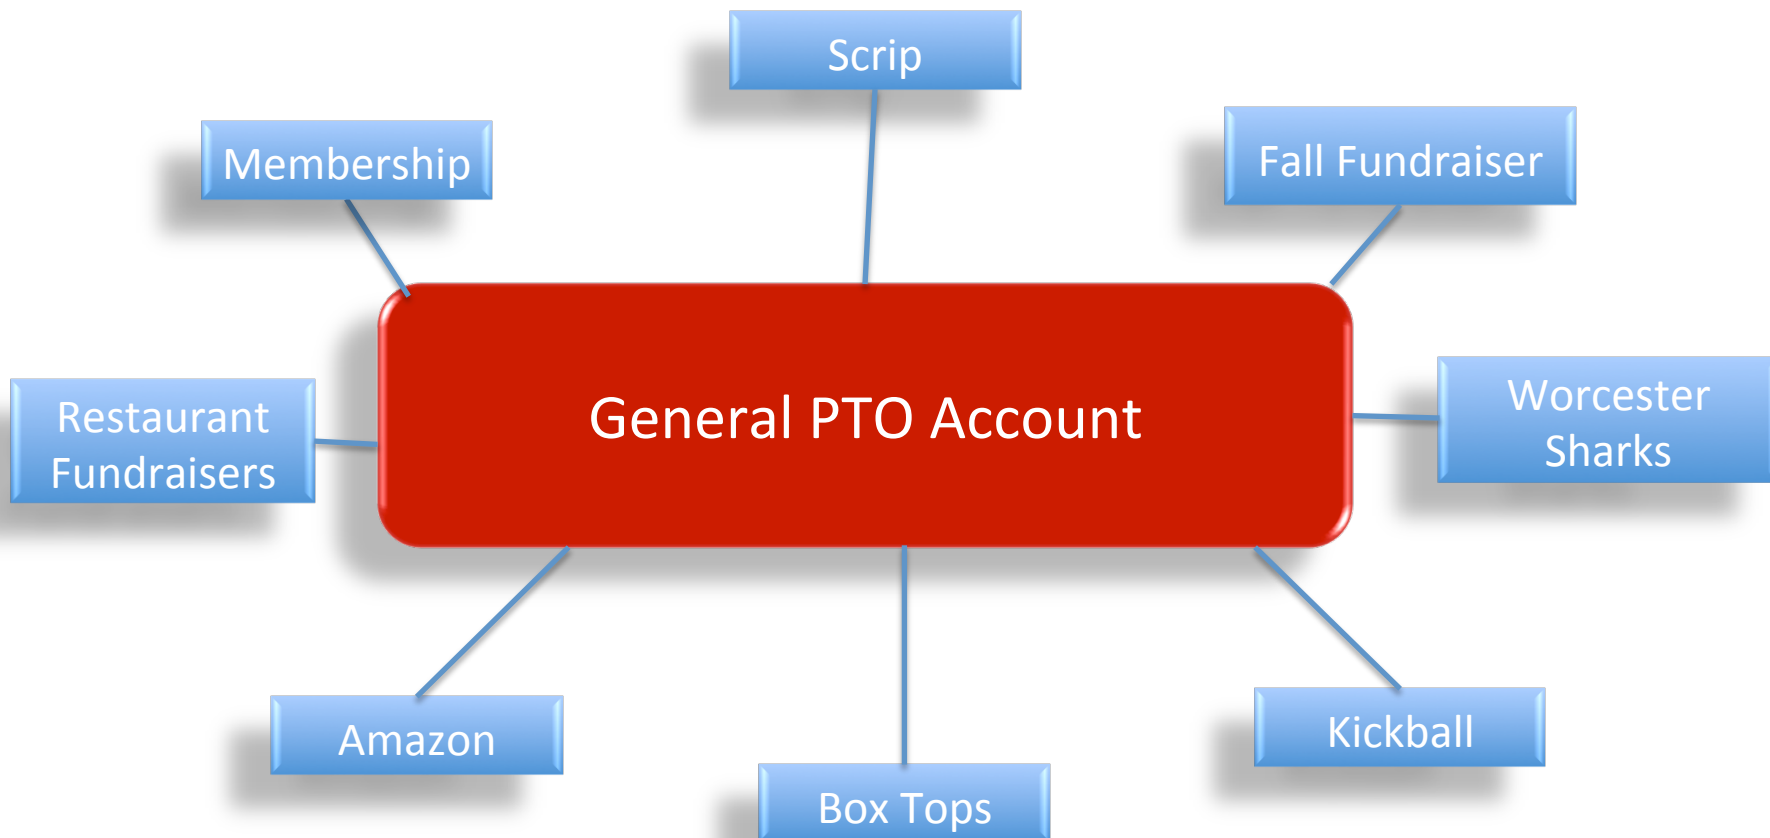 Scrip
Membership
Fall Fundraiser
Restaurant
Fundraisers
General PTO Account
Worcester
Sharks
Amazon
Kickball
Box Tops